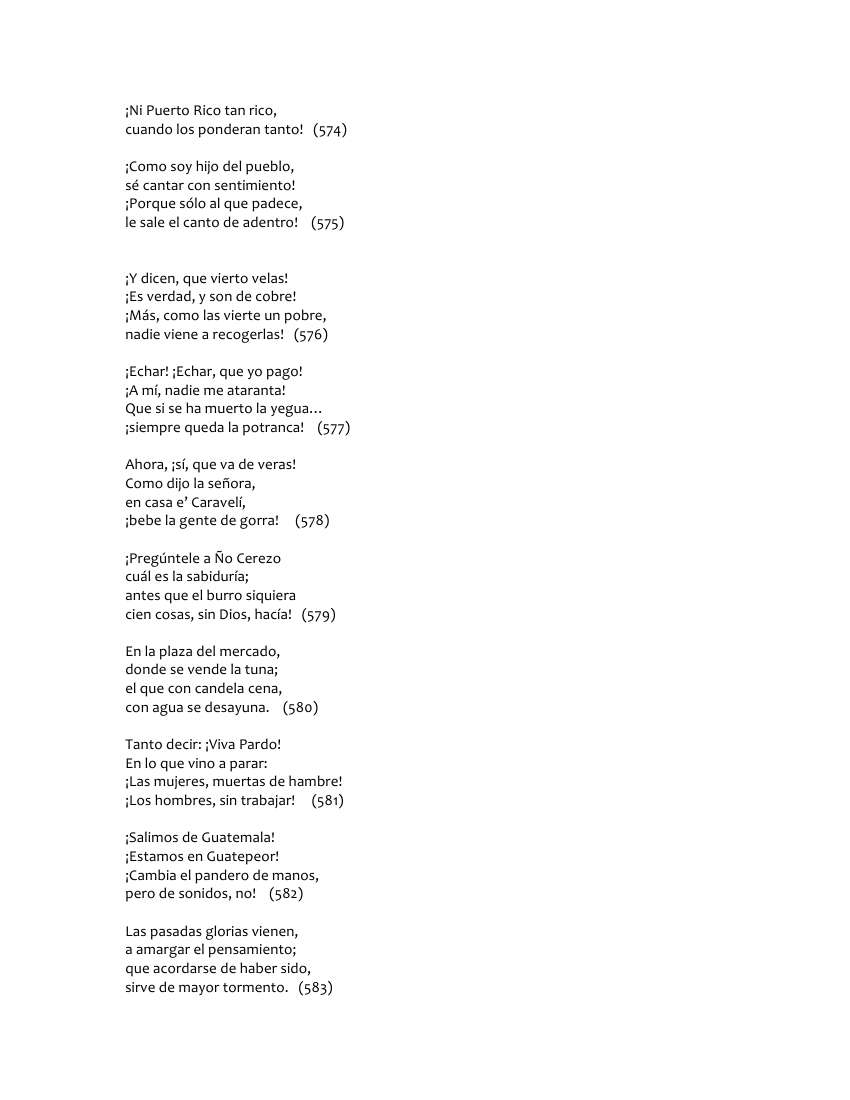 ¡Ni Puerto Rico tan rico,
cuando los ponderan tanto! (574)
¡Como soy hijo del pueblo,
sé cantar con sentimiento!
¡Porque sólo al que padece,
le sale el canto de adentro! (575)
¡Y dicen, que vierto velas!
¡Es verdad, y son de cobre!
¡Más, como las vierte un pobre,
nadie viene a recogerlas! (576)
¡Echar! ¡Echar, que yo pago!
¡A mí, nadie me ataranta!
Que si se ha muerto la yegua…
¡siempre queda la potranca! (577)
Ahora, ¡sí, que va de veras!
Como dijo la señora,
en casa e’ Caravelí,
¡bebe la gente de gorra! (578)
¡Pregúntele a Ño Cerezo
cuál es la sabiduría;
antes que el burro siquiera
cien cosas, sin Dios, hacía! (579)
En la plaza del mercado,
donde se vende la tuna;
el que con candela cena,
con agua se desayuna. (580)
Tanto decir: ¡Viva Pardo!
En lo que vino a parar:
¡Las mujeres, muertas de hambre!
¡Los hombres, sin trabajar! (581)
¡Salimos de Guatemala!
¡Estamos en Guatepeor!
¡Cambia el pandero de manos,
pero de sonidos, no! (582)
Las pasadas glorias vienen,
a amargar el pensamiento;
que acordarse de haber sido,
sirve de mayor tormento. (583)